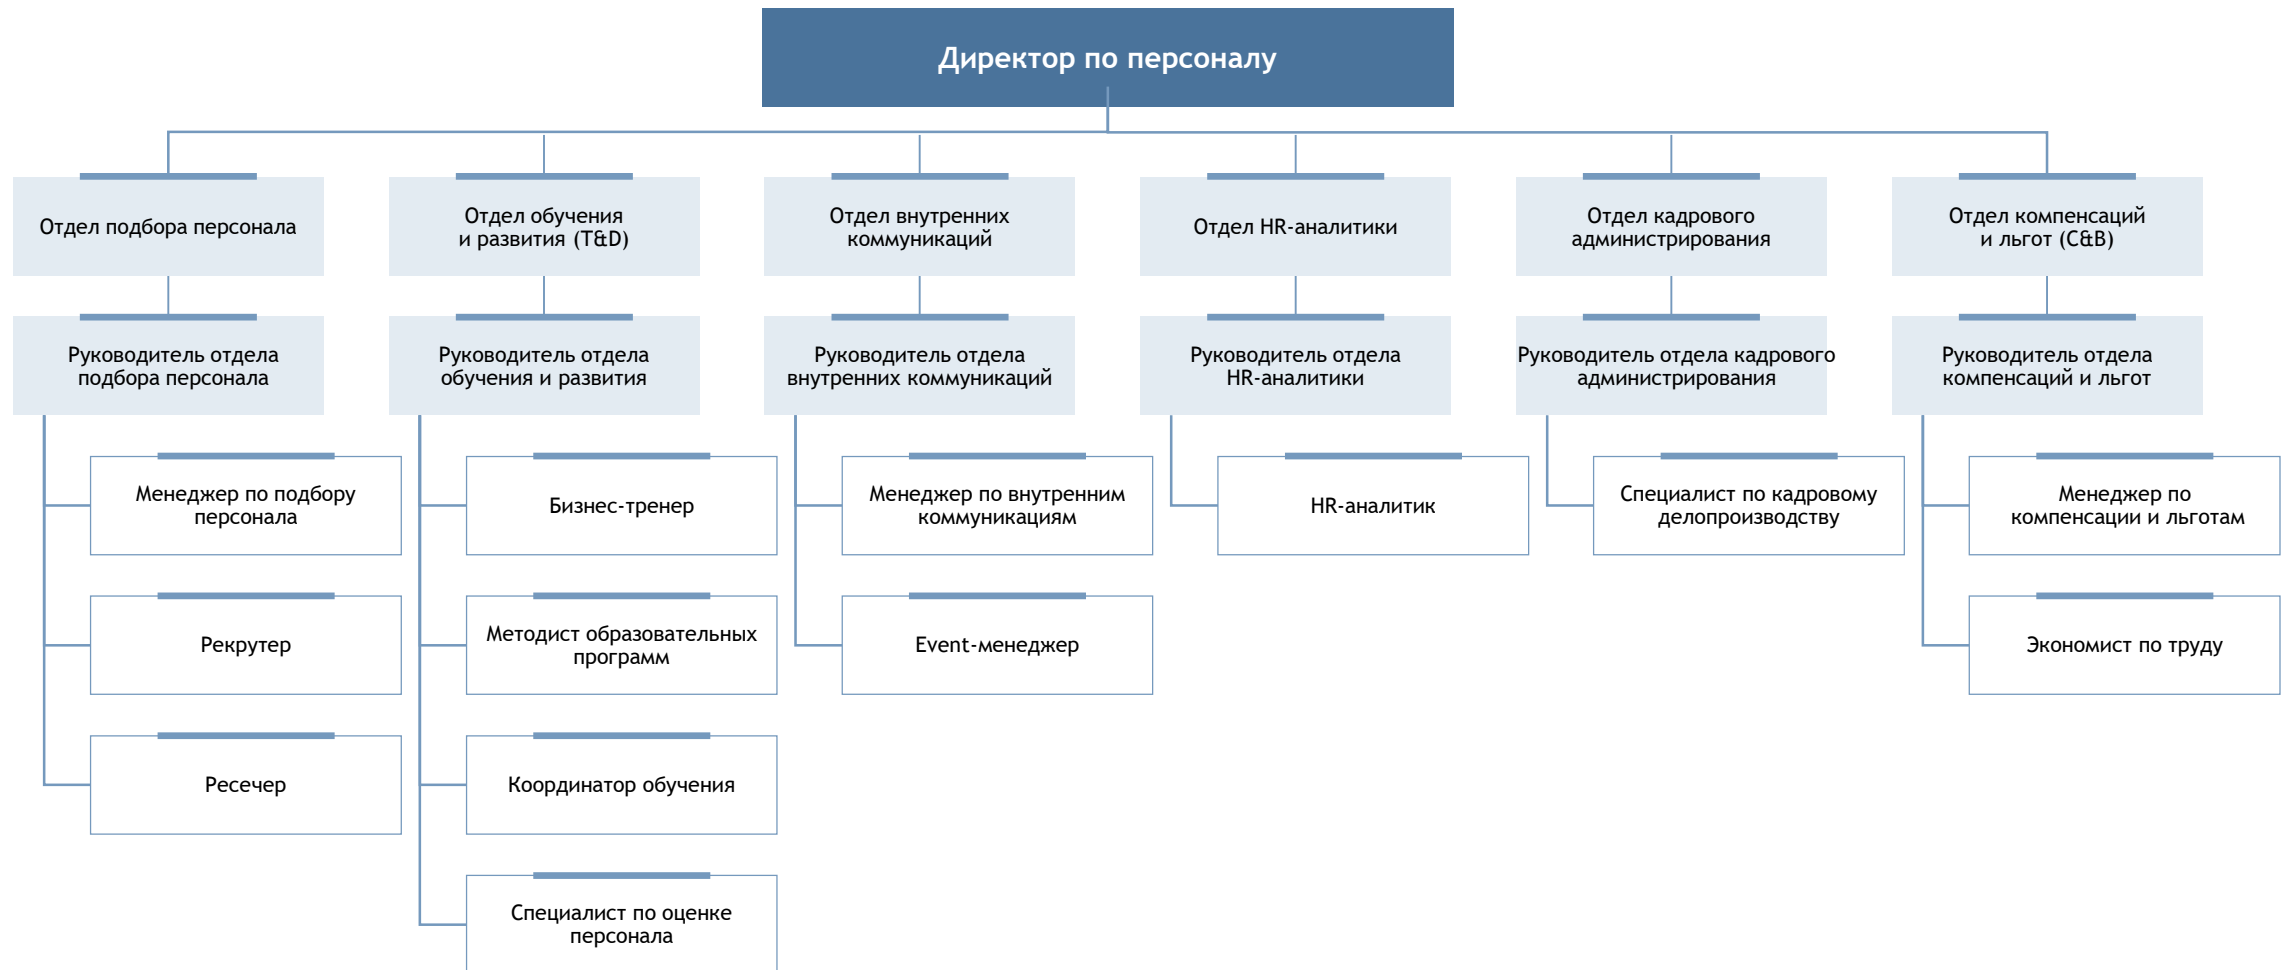 Директор по персоналу
Отдел подбора персонала
Отдел обучения
и развития (T&D)
Отдел внутренних
коммуникаций
Отдел HR-аналитики
Отдел кадрового
администрирования
Отдел компенсаций
и льгот (C&B)
Руководитель отдела
подбора персонала
Руководитель отдела
обучения и развития
Руководитель отдела
внутренних коммуникаций
Руководитель отдела
HR-аналитики
Руководитель отдела кадрового
администрирования
Руководитель отдела
компенсаций и льгот
Менеджер по подбору
персонала
Бизнес-тренер
Менеджер по внутренним
коммуникациям
HR-аналитик
Специалист по кадровому
делопроизводству
Менеджер по
компенсации и льготам
Рекрутер
Методист образовательных
программ
Event-менеджер
Экономист по труду
Ресечер
Координатор обучения
Специалист по оценке
персонала